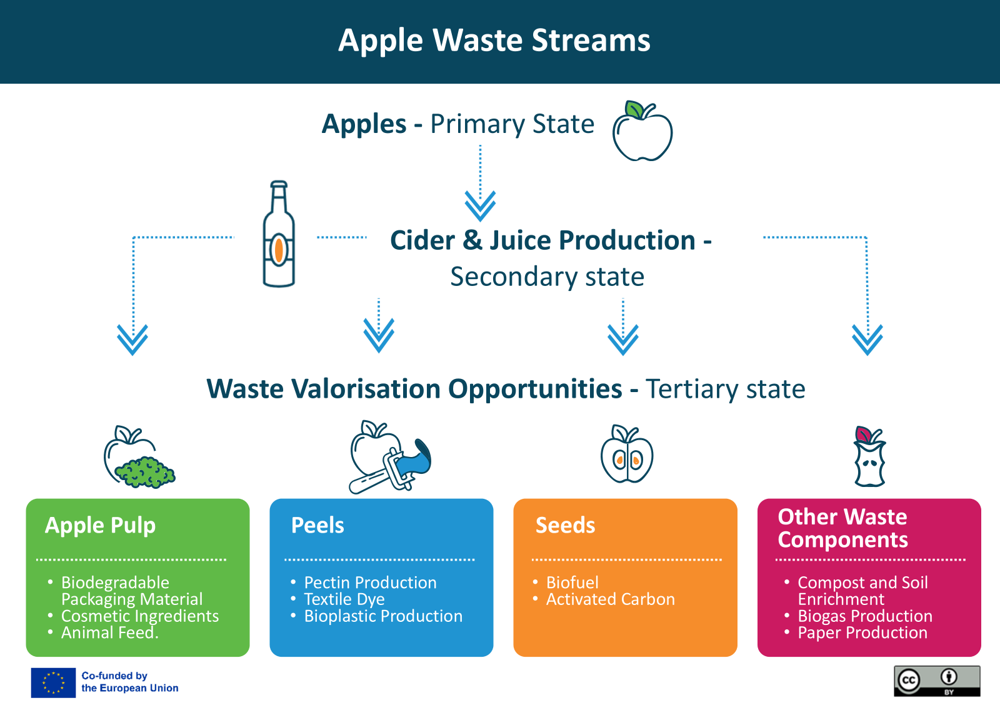 Apple Waste Streams
Apples - Primary State
Cider & Juice Production -
Secondary state
Waste Valorisation Opportunities - Tertiary state
Apple Pulp
• Biodegradable
Packaging Material
• Cosmetic Ingredients
• Animal Feed.
Peels
• Pectin Production
• Textile Dye
• Bioplastic Production
Seeds
• Biofuel
• Activated Carbon
Other Waste
Components
• Compost and Soil
Enrichment
• Biogas Production
• Paper Production
Co-funded by
the European Union
cc
BY